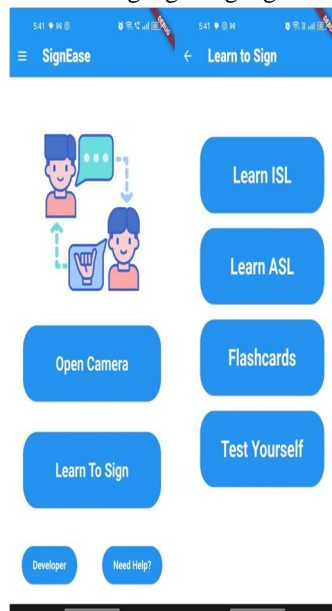 5:41
SignEase
Open Camera
Learn To Sign
Developer
Need Help?
5:41
Learn to Sign
Learn ISL
Learn ASL
Flashcards
Test Yourself